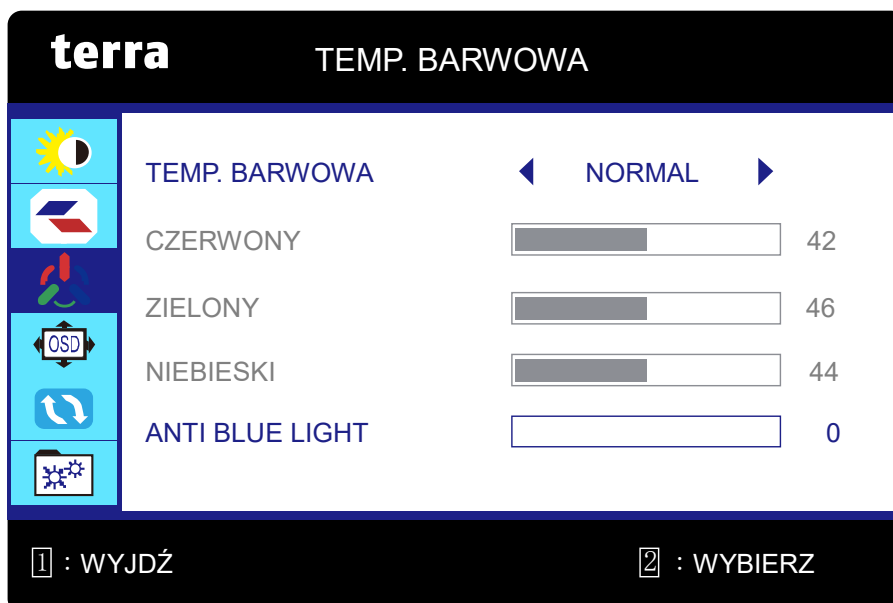 terra TEMP. BARWOWA
TEMP. BARWOWA NORMAL
CZERWONY 42
ZIELONY 46
OSD
NIEBIESKI 44
ANTI BLUE LIGHT 0
1 : WYJDŹ 2 : WYBIERZ